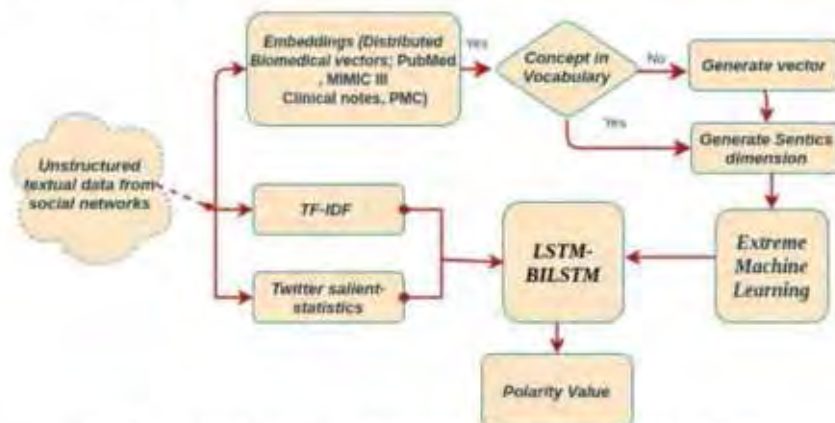 Embeddings (Distributed
Biomedical vectors; PubMed
, MIMIC III
Clinical notes, PMC)
Yes
Concept in
Vocabulary
No
Generate vector
Yes
Generate Sentics
dimension
Unstructured
textual data from
social networks
TF-IDF
Twitter salient-
statistics
LSTM-
BILSTM
Extreme
Machine
Learning
Polarity Value